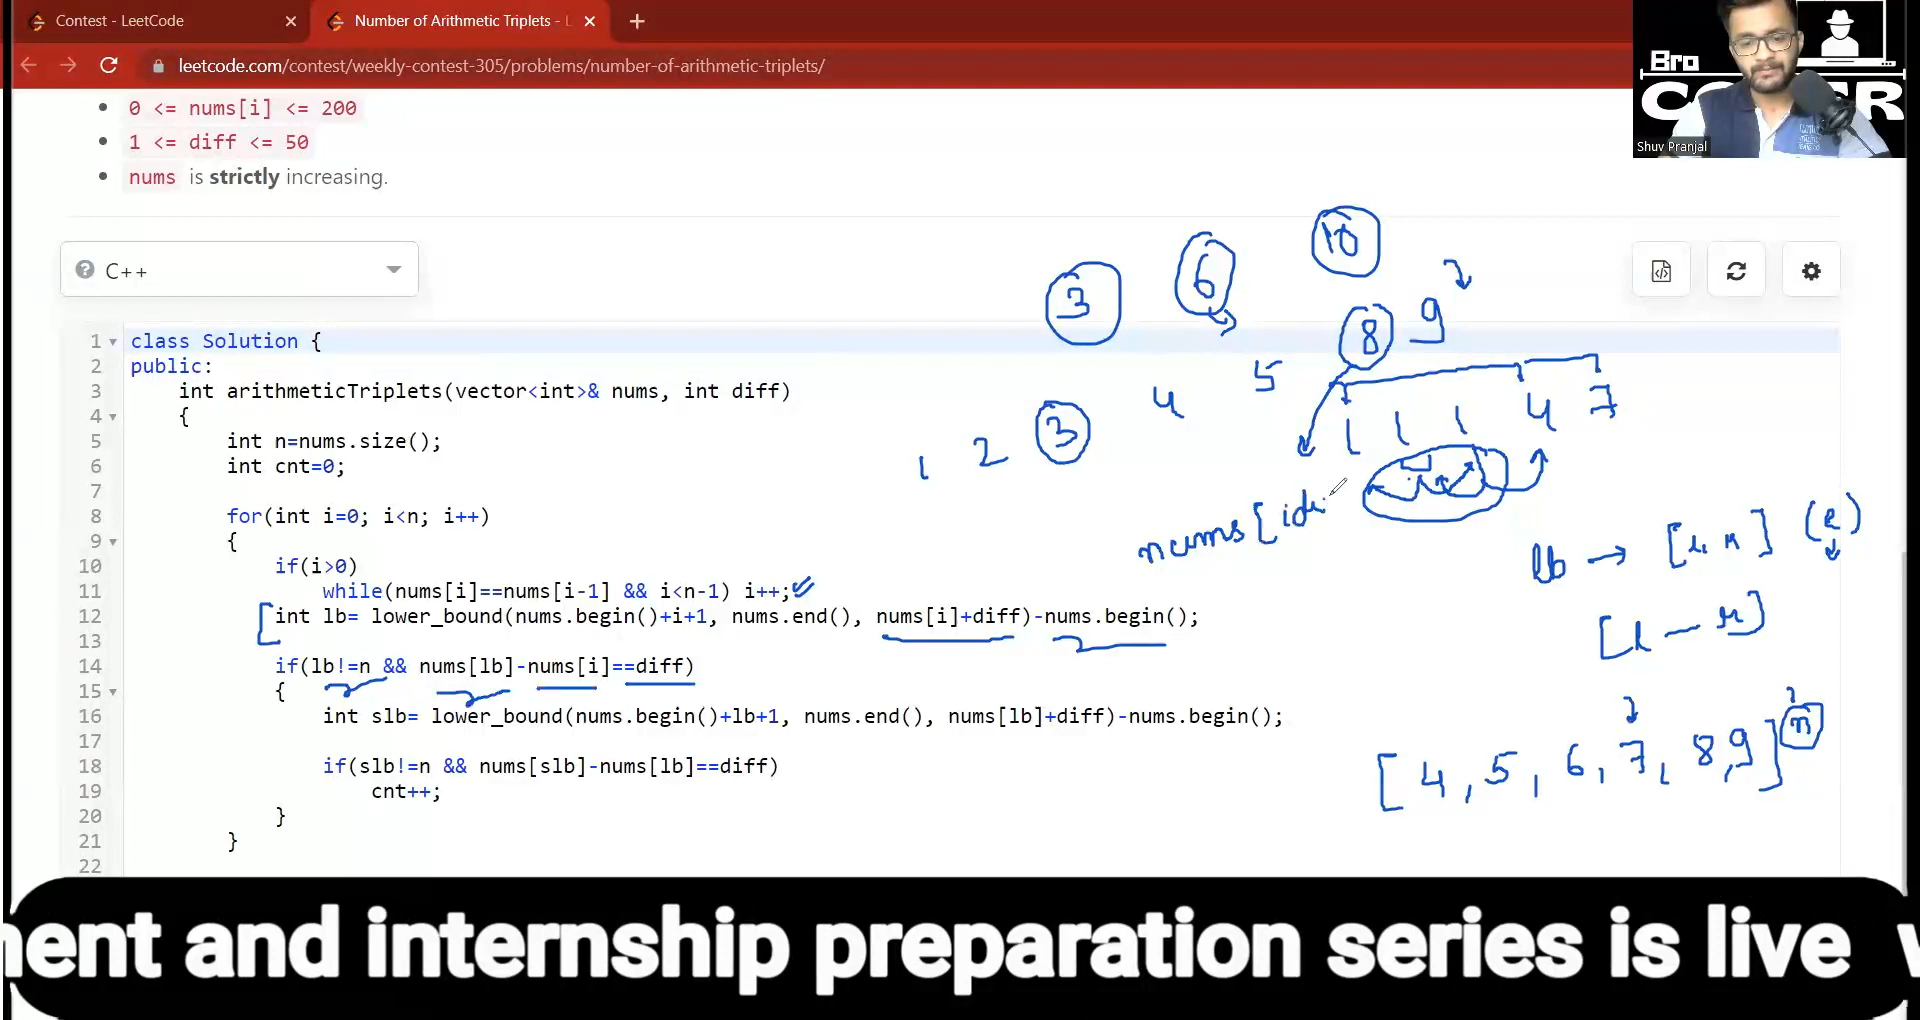 Contest - LeetCode
Number of Arithmetic Triplets - L
leetcode.com/contest/weekly-contest-305/problems/number-of-arithmetic-triplets/
Bro
Shuv Pranjal
0 <= nums[i] <= 200
1 <= diff <= 50
nums is strictly increasing.
C++
1 class Solution {
2 public:
3 int arithmeticTriplets(vector<int>& nums, int diff)
4 {
5 int n=nums.size();
6 int cnt=0;
7
8 for(int i=0; i<n; i++)
9 {
10 if(i>0)
11 while(nums[i]==nums[i-1] && i<n-1) i++;
12 int lb= lower_bound(nums.begin()+i+1, nums.end(), nums[i]+diff)-nums.begin();
13
14 if(lb!=n && nums[lb]-nums[i]==diff)
15 {
16 int slb= lower_bound(nums.begin()+lb+1, nums.end(), nums[lb]+diff)-nums.begin();
17
18 if(slb!=n && nums[slb]-nums[lb]==diff)
19 cnt++;
20 }
21 }
22
3 6 10
1 2 3 4 5 8 9
1 1 1 4 7
nums[id
lb → [
[l — r]
[4, 5, 6, 7, 8, 9] n
ent and internship preparation series is live